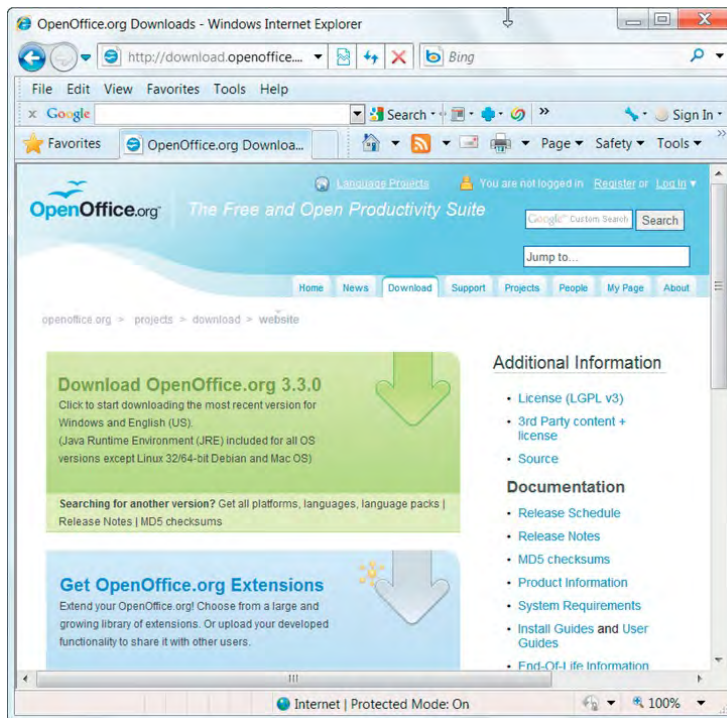 OpenOffice.org Downloads - Windows Internet Explorer
http://download.openoffice....
Bing
File Edit View Favorites Tools Help
x Google Search Sign In
Favorites OpenOffice.org Downloa... Page Safety Tools
Language Projects You are not logged in Register or Log In
OpenOffice.org The Free and Open Productivity Suite
Google™ Custom Search Search
Jump to...
Home News Download Support Projects People My Page About
openoffice.org > projects > download > website
Download OpenOffice.org 3.3.0
Click to start downloading the most recent version for
Windows and English (US).
(Java Runtime Environment (JRE) included for all OS
versions except Linux 32/64-bit Debian and Mac OS)
Searching for another version? Get all platforms, languages, language packs |
Release Notes | MD5 checksums
Get OpenOffice.org Extensions
Extend your OpenOffice.org! Choose from a large and
growing library of extensions. Or upload your developed
functionality to share it with other users.
Additional Information
• License (LGPL v3)
• 3rd Party content +
license
• Source
Documentation
• Release Schedule
• Release Notes
• MD5 checksums
• Product Information
• System Requirements
• Install Guides and User
Guides
• End-Of-Life Information
Internet | Protected Mode: On
100%